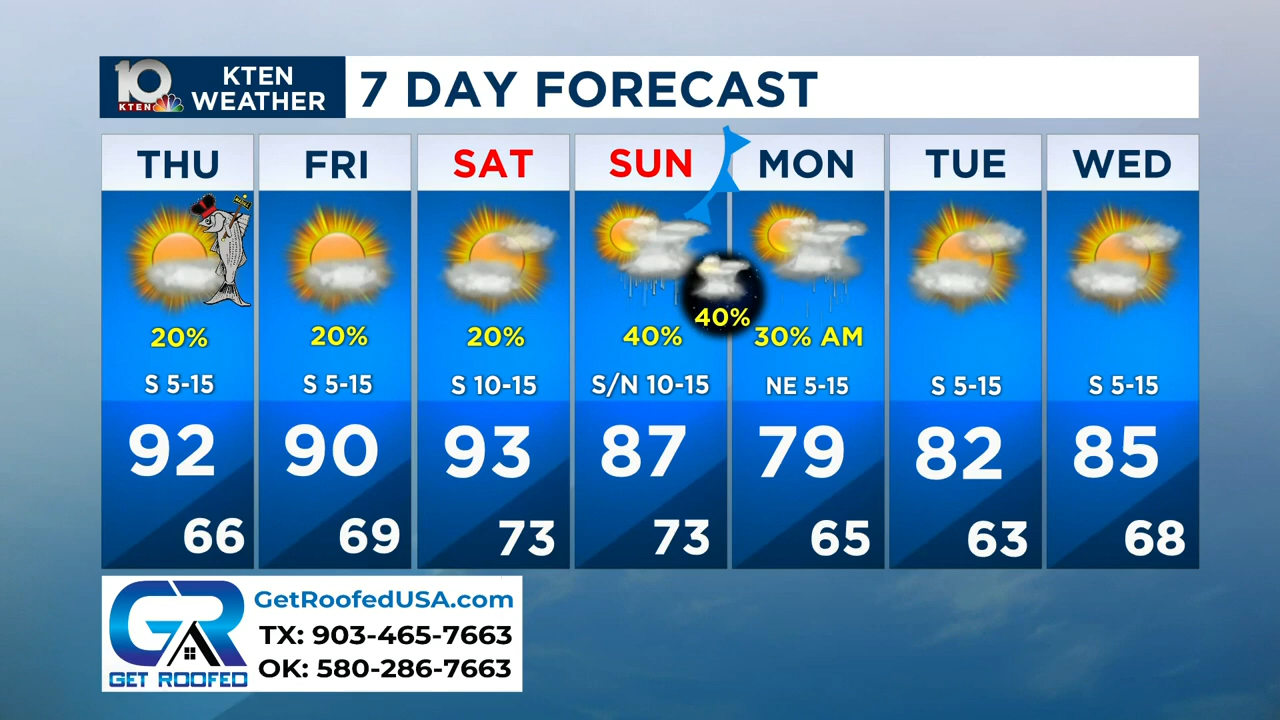 10
KTEN
KTEN
WEATHER
7 DAY FORECAST
THU
FRI
SAT
SUN
MON
TUE
WED
20%
20%
20%
40%
40%
30% AM
S 5-15
S 5-15
S 10-15
S/N 10-15
NE 5-15
S 5-15
S 5-15
92
90
93
87
79
82
85
66
69
73
73
65
63
68
GR
GET ROOFED
GetRoofedUSA.com
TX: 903-465-7663
OK: 580-286-7663